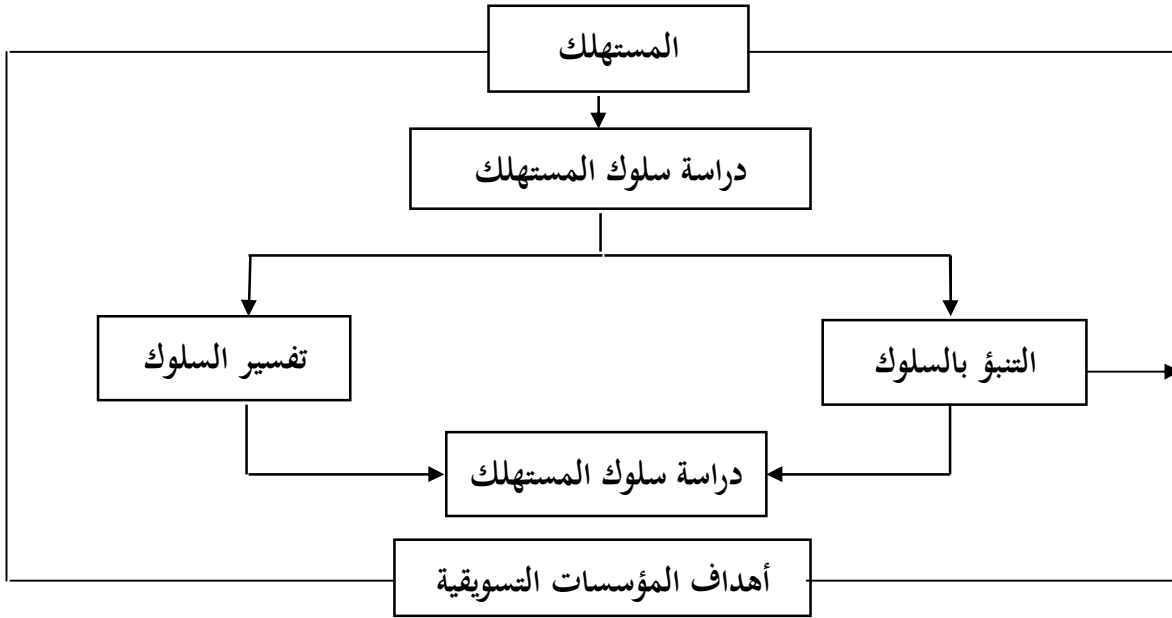 المستهلك
دراسة سلوك المستهلك
تفسير السلوك
التنبؤ بالسلوك
دراسة سلوك المستهلك
أهداف المؤسسات التسويقية